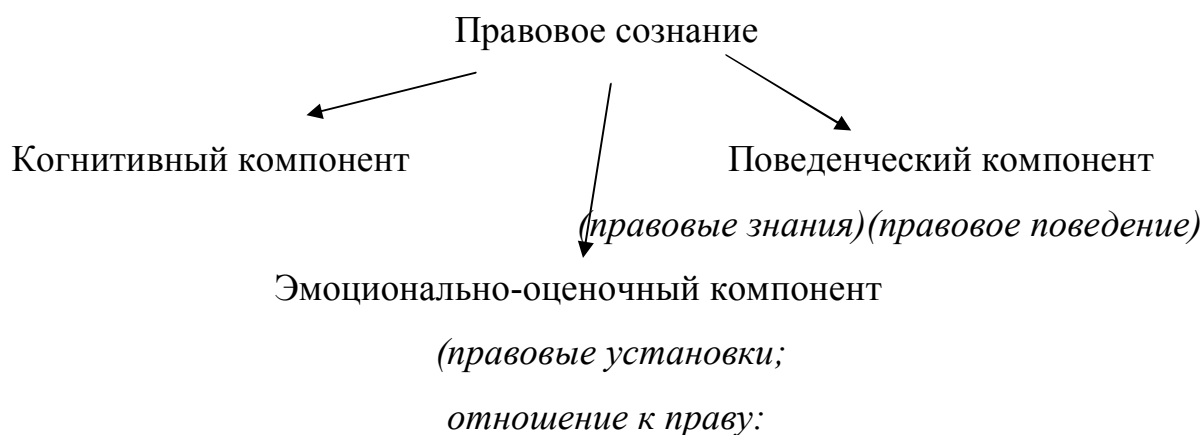 Правовое сознание
Когнитивный компонент Поведенческий компонент
(правовые знания)(правовое поведение)
Эмоционально-оценочный компонент
(правовые установки;
отношение к праву: